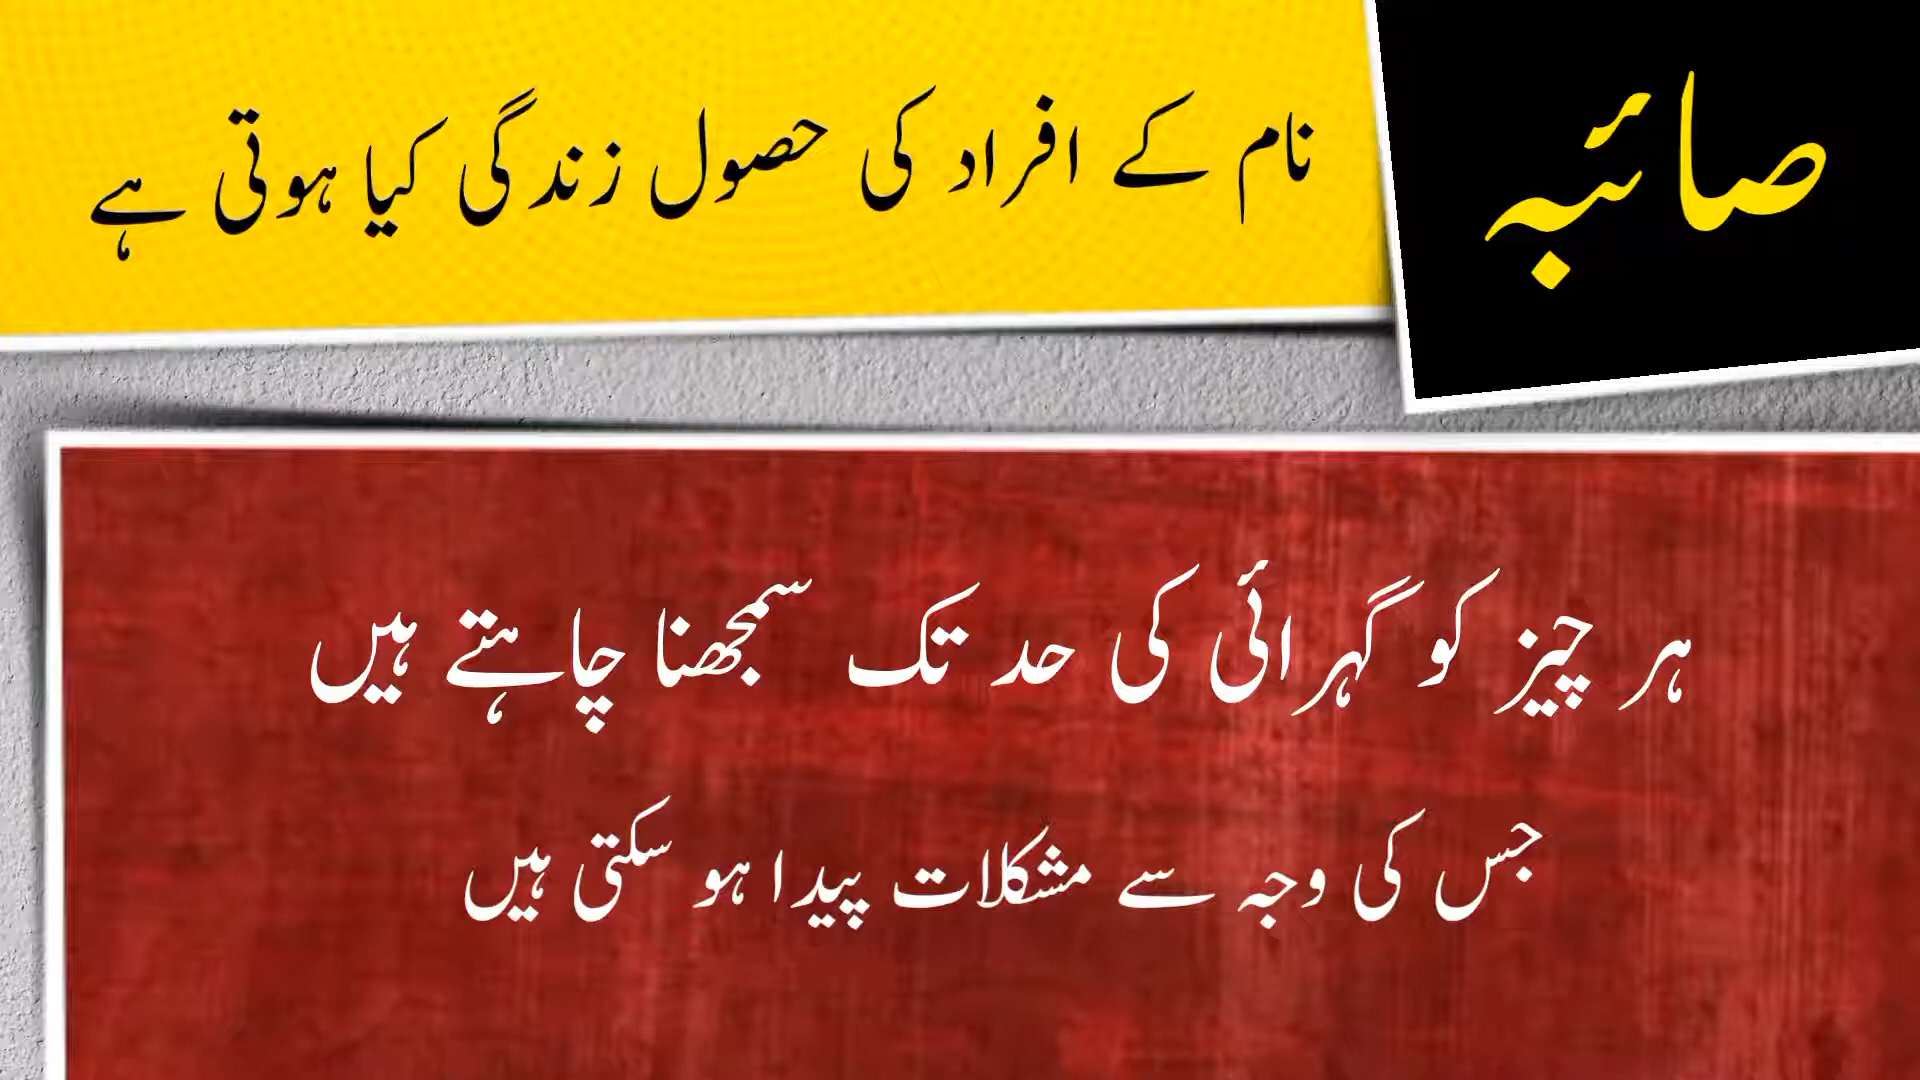 صائبہ
نام کے افراد کی حصول زندگی کیا ہوتی ہے
ہر چیز کو گہرائی کی حد تک سمجھنا چاہتے ہیں
جس کی وجہ سے مشکلات پیدا ہو سکتی ہیں